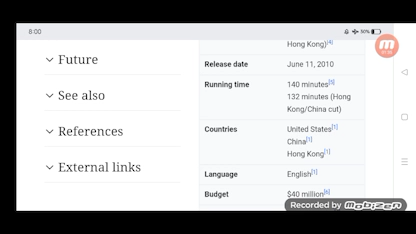 8:00
50%
Future
See also
References
External links
Hong Kong)[4]
Release date June 11, 2010
Running time 140 minutes[5]
132 minutes (Hong
Kong/China cut)
Countries United States[1]
China[1]
Hong Kong[1]
Language English[1]
Budget $40 million[6]
Recorded by mobizen